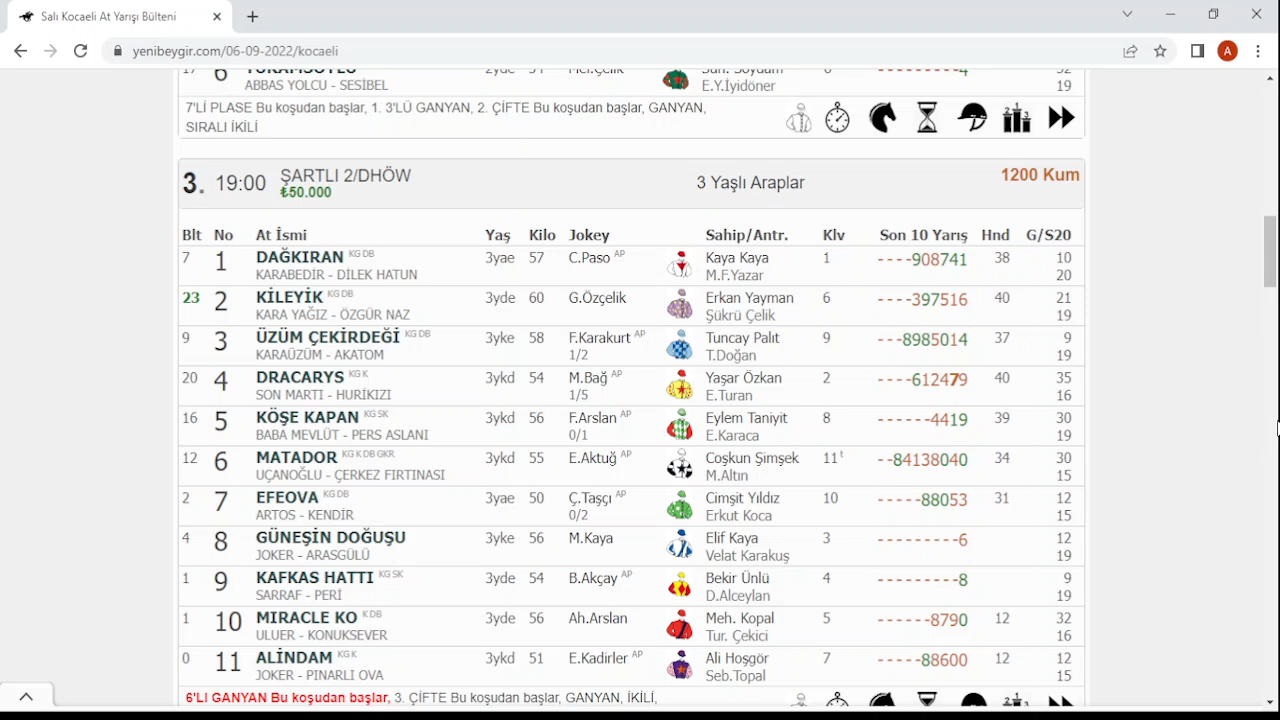 Salı Kocaeli At Yarışı Bülteni
yenibeygir.com/06-09-2022/kocaeli
A
ABBAS YOLCU - SESİBEL
E.Y.İyidöner
19
7'Lİ PLASE Bu koşudan başlar, 1. 3'LÜ GANYAN, 2. ÇİFTE Bu koşudan başlar, GANYAN,
SIRALI İKİLİ
3. 19:00 ŞARTLI 2/DHÖW 3 Yaşlı Araplar 1200 Kum
₺50.000
Blt No At İsmi Yaş Kilo Jokey Sahip/Antr. Klv Son 10 Yarış Hnd G/S20
7 1 DAĞKIRAN KG DB 3yae 57 C.Paso AP Kaya Kaya 1 ----908741 38 10
KARABEDİR - DİLEK HATUN M.F.Yazar 20
23 2 KİLEYİK KG DB 3yde 60 G.Özçelik Erkan Yayman 6 ----397516 40 21
KARA YAĞIZ - ÖZGÜR NAZ Şükrü Çelik 19
9 3 ÜZÜM ÇEKİRDEĞİ KG DB 3yke 58 F.Karakurt AP Tuncay Palıt 9 ---8985014 37 9
KARAÜZÜM - AKATOM 1/2 T.Doğan 19
20 4 DRACARYS KG K 3ykd 54 M.Bağ AP Yaşar Özkan 2 ----612479 40 35
SON MARTI - HURİKIZI 1/5 E.Turan 16
16 5 KÖŞE KAPAN KG SK 3ykd 56 F.Arslan AP Eylem Taniyit 8 ------4419 39 30
BABA MEVLÜT - PERS ASLANI 0/1 E.Karaca 19
12 6 MATADOR KG K DB GKR 3ykd 55 E.Aktuğ AP Coşkun Şimşek 11t --84138040 34 30
UÇANOĞLU - ÇERKEZ FIRTINASI M.Altın 15
2 7 EFEOVA KG DB 3yae 50 Ç.Taşçı AP Cimşit Yıldız 10 -----88053 31 12
ARTOS - KENDİR 0/2 Erkut Koca 15
4 8 GÜNEŞİN DOĞUŞU 3yke 56 M.Kaya Elif Kaya 3 ---------6 12
JOKER - ARASGÜLÜ Velat Karakuş 19
1 9 KAFKAS HATTI KG SK 3yde 54 B.Akçay AP Bekir Ünlü 4 ---------8 9
SARRAF - PERİ D.Alceylan 19
1 10 MIRACLE KO K DB 3yde 56 Ah.Arslan Meh. Kopal 5 ------8790 12 32
ULUER - KONUKSEVER Tur. Çekici 16
0 11 ALİNDAM KG K 3ykd 51 E.Kadirler AP Ali Hoşgör 7 -----88600 12 12
JOKER - PINARLI OVA Seb.Topal 15
6'LI GANYAN Bu koşudan başlar, 3. ÇİFTE Bu koşudan başlar, GANYAN, İKİLİ,